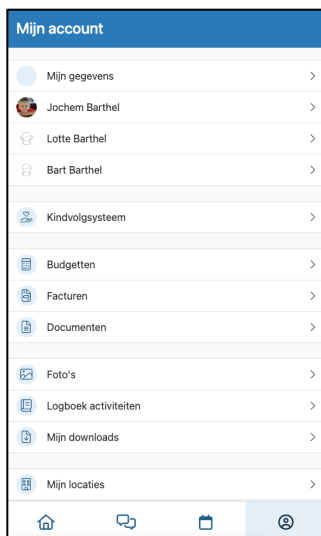 Mijn account
Mijn gegevens
Jochem Barthel
Lotte Barthel
Bart Barthel
Kindvolgsysteem
Budgetten
Facturen
Documenten
Foto's
Logboek activiteiten
Mijn downloads
Mijn locaties